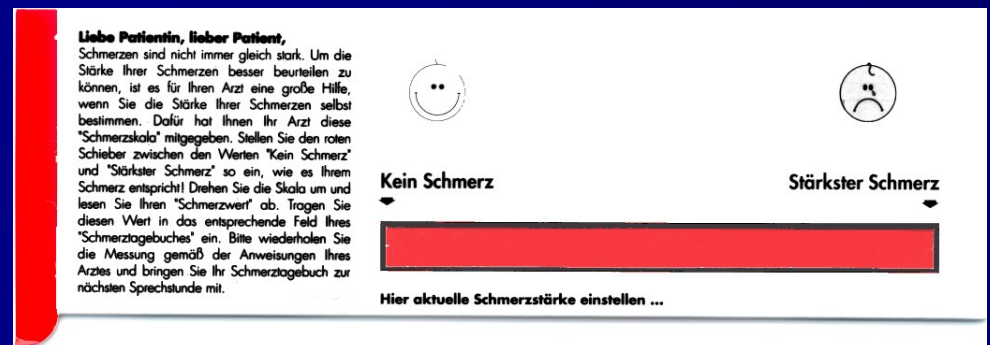 Liebe Patientin, lieber Patient,
Schmerzen sind nicht immer gleich stark. Um die
Stärke Ihrer Schmerzen besser beurteilen zu
können, ist es für Ihren Arzt eine große Hilfe,
wenn Sie die Stärke Ihrer Schmerzen selbst
bestimmen. Dafür hat Ihnen Ihr Arzt diese
"Schmerzskala" mitgegeben. Stellen Sie den roten
Schieber zwischen den Werten "Kein Schmerz"
und "Stärkster Schmerz" so ein, wie es Ihrem
Schmerz entspricht! Drehen Sie die Skala um und
lesen Sie Ihren "Schmerzwert" ab. Tragen Sie
diesen Wert in das entsprechende Feld Ihres
"Schmerztagebuches" ein. Bitte wiederholen Sie
die Messung gemäß der Anweisungen Ihres
Arztes und bringen Sie Ihr Schmerztagebuch zur
nächsten Sprechstunde mit.
Kein Schmerz
Stärkster Schmerz
Hier aktuelle Schmerzstärke einstellen ...